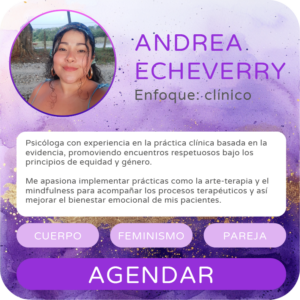 ANDREA
ECHEVERRY
Enfoque: clínico
Psicóloga con experiencia en la práctica clínica basada en la
evidencia, promoviendo encuentros respetuosos bajo los
principios de equidad y género.
Me apasiona implementar prácticas como la arte-terapia y el
mindfulness para acompañar los procesos terapéuticos y así
mejorar el bienestar emocional de mis pacientes.
CUERPO FEMINISMO PAREJA
AGENDAR